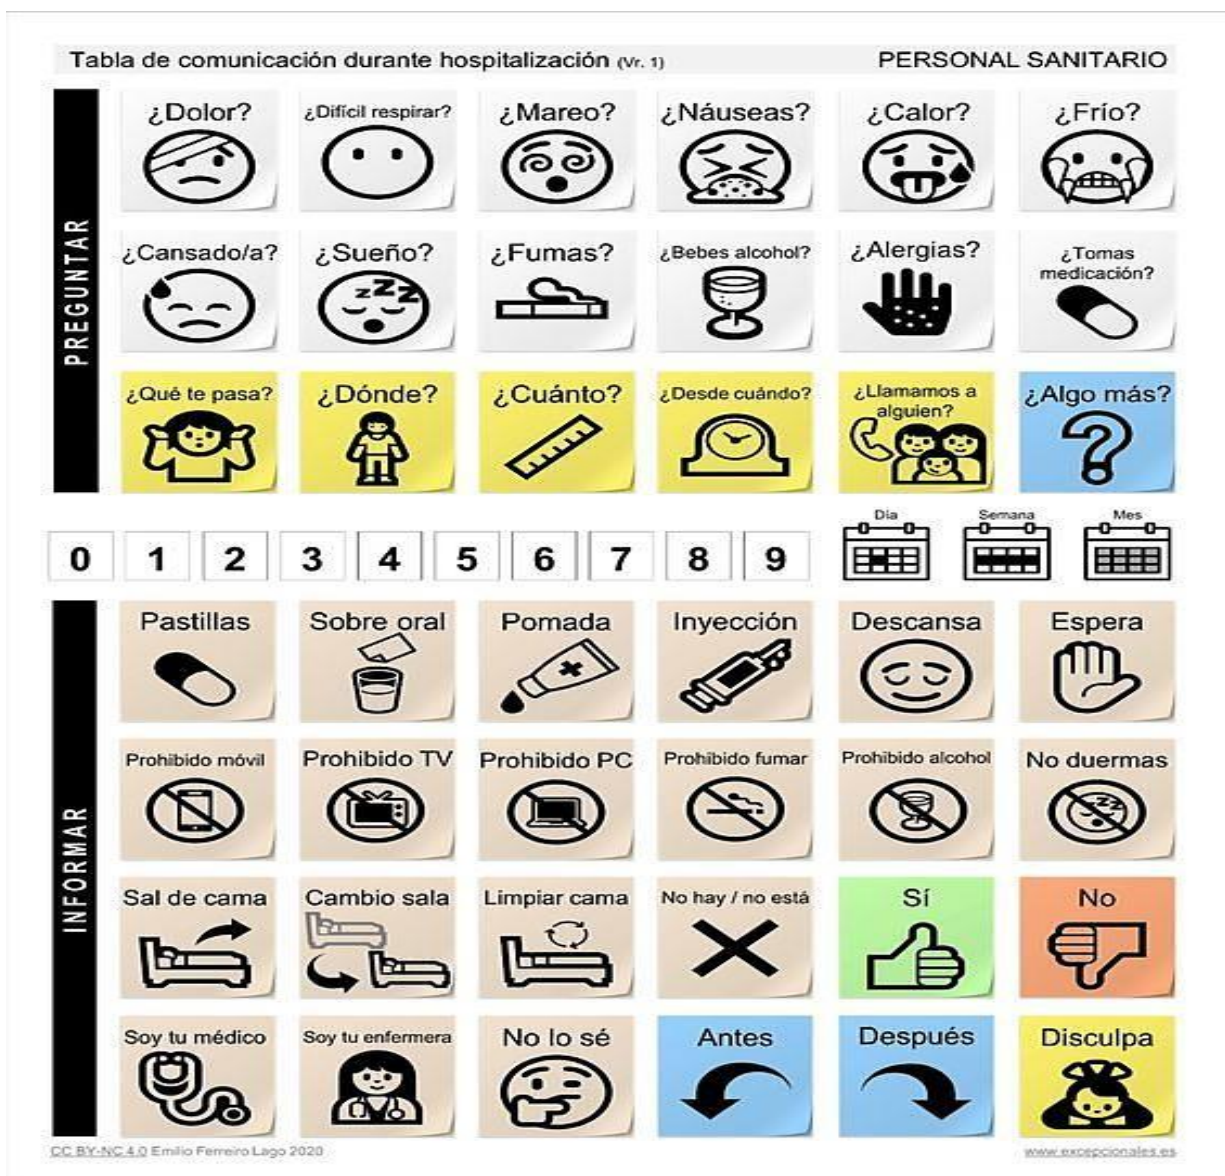 Tabla de comunicación durante hospitalización (Vr. 1) PERSONAL SANITARIO
PREGUNTAR
¿Dolor? ¿Difícil respirar? ¿Mareo? ¿Náuseas? ¿Calor? ¿Frío?
¿Cansado/a? ¿Sueño? ¿Fumas? ¿Bebes alcohol? ¿Alergias? ¿Tomas
medicación?
zzzz
¿Qué te pasa? ¿Dónde? ¿Cuánto? ¿Desde cuándo? ¿Llamamos a
alguien? ¿Algo más?
?
0 1 2 3 4 5 6 7 8 9 Día Semana Mes
INFORMAR
Pastillas Sobre oral Pomada Inyección Descansa Espera
Prohibido móvil Prohibido TV Prohibido PC Prohibido fumar Prohibido alcohol No duermas
zz
Sal de cama Cambio sala Limpiar cama No hay / no está Sí No
Soy tu médico Soy tu enfermera No lo sé Antes Después Disculpa
CC BY-NC 4.0 Emilio Ferreiro Lago 2020 www.excepcionales.es